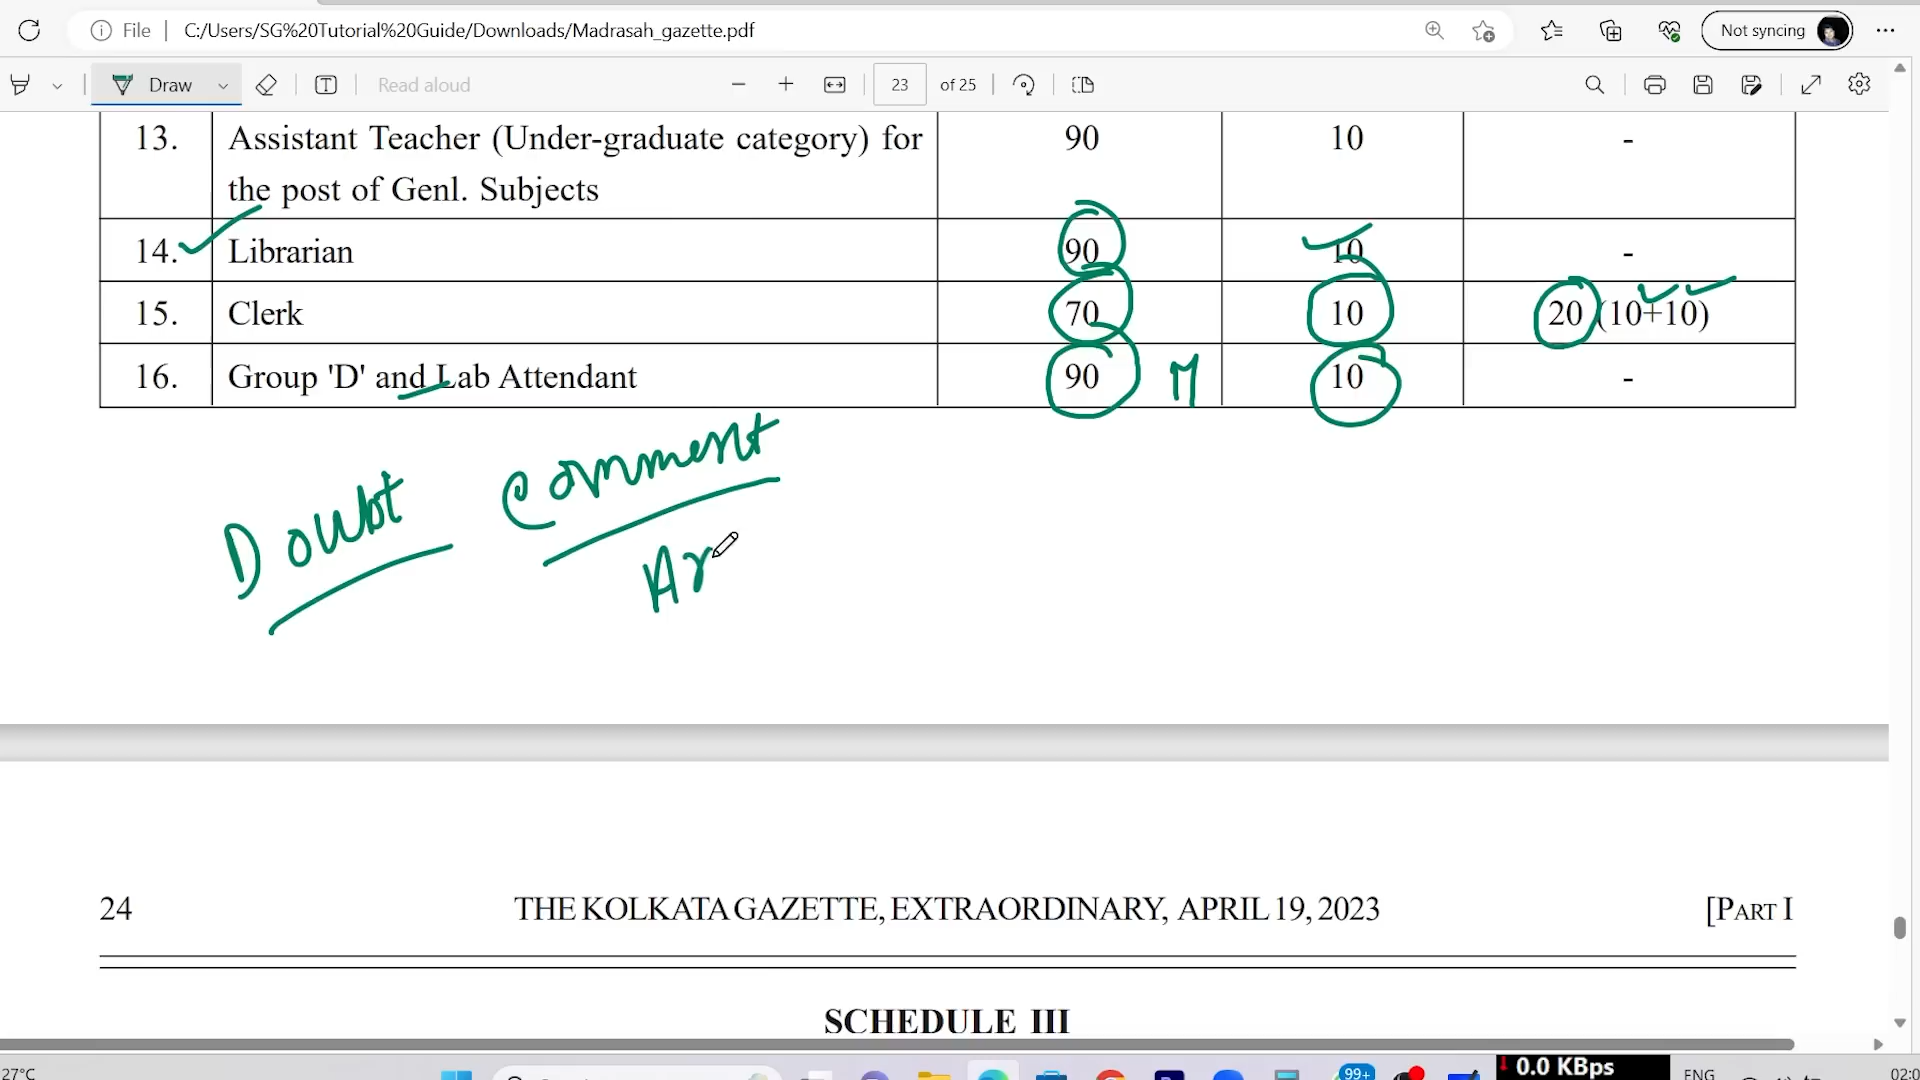 File C:/Users/SG%20Tutorial%20Guide/Downloads/Madrasah_gazette.pdf Not syncing
Draw Read aloud 23 of 25
13. Assistant Teacher (Under-graduate category) for 90 10 -
the post of Genl. Subjects
14. Librarian 90 10 -
15. Clerk 70 10 20 (10+10)
16. Group 'D' and Lab Attendant 90 10 -
Doubt Comment
Ar
24 THE KOLKATA GAZETTE, EXTRAORDINARY, APRIL 19, 2023 [PART I
SCHEDULE III
27°C 99+ 0.0 KBps ENG